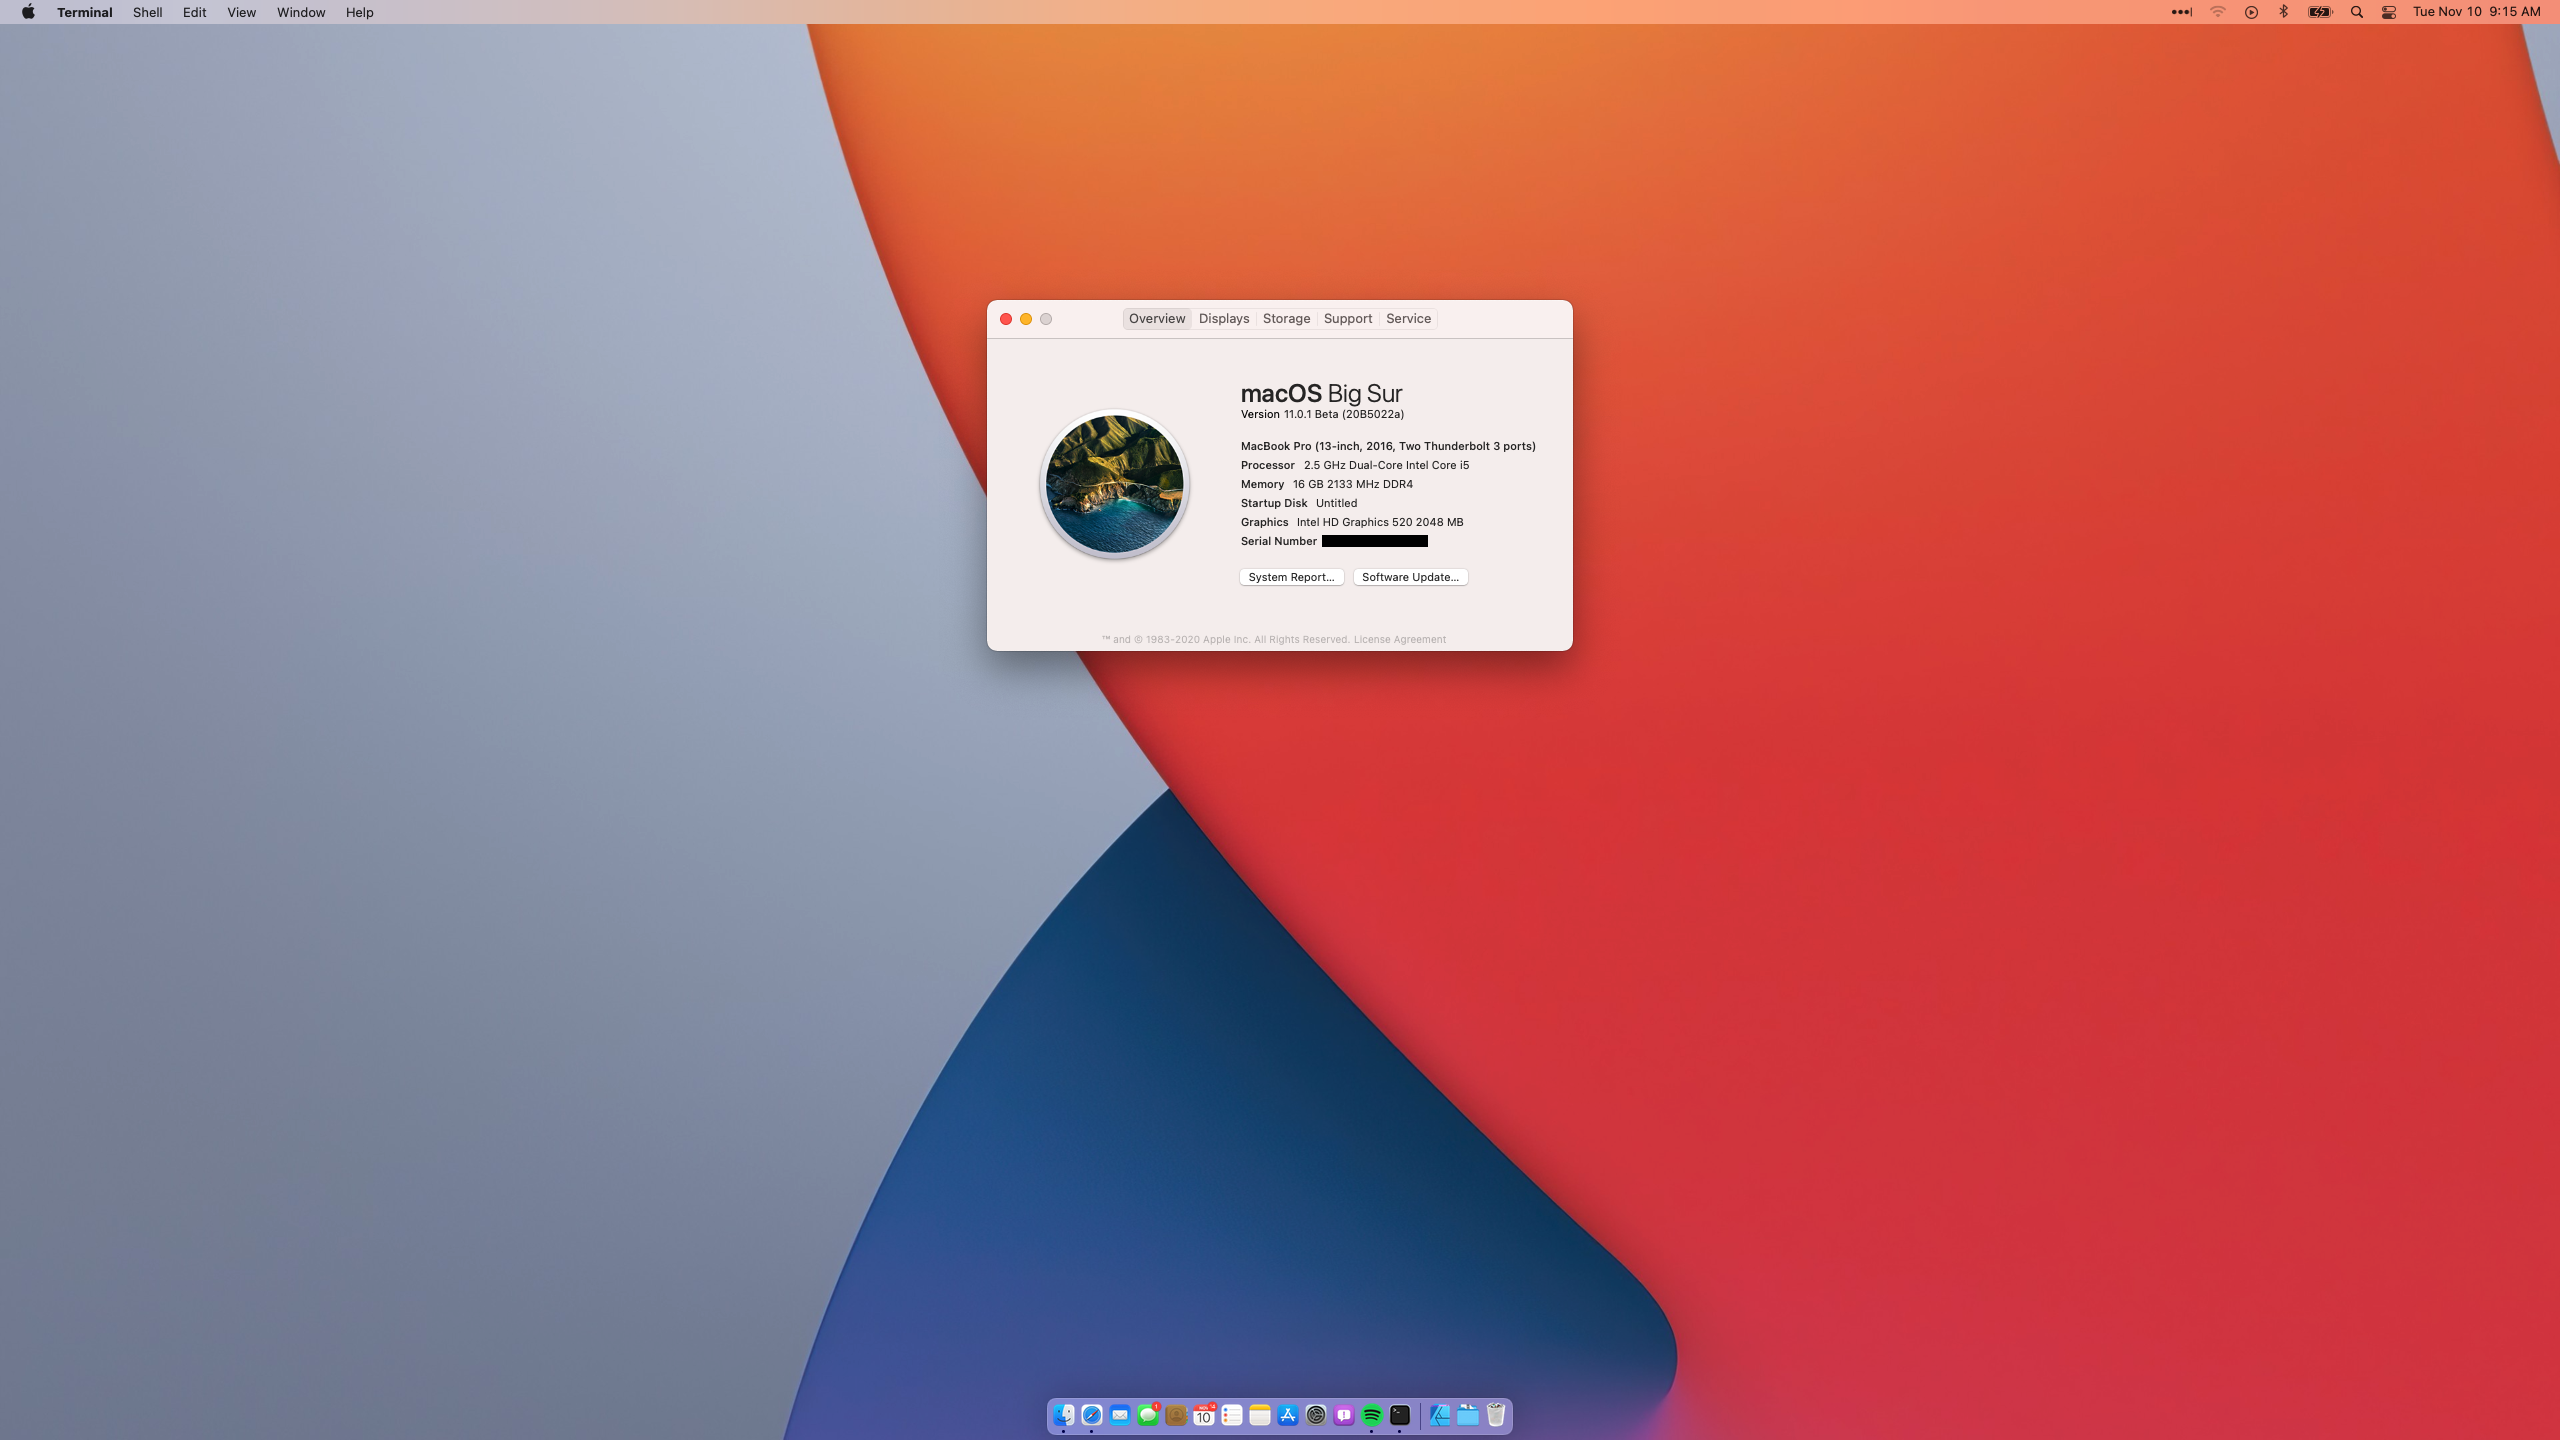 Terminal Shell Edit View Window Help Tue Nov 10 9:15 AM
Overview Displays Storage Support Service
macOS Big Sur
Version 11.0.1 Beta (20B5022a)
MacBook Pro (13-inch, 2016, Two Thunderbolt 3 ports)
Processor 2.5 GHz Dual-Core Intel Core i5
Memory 16 GB 2133 MHz DDR4
Startup Disk Untitled
Graphics Intel HD Graphics 520 2048 MB
Serial Number
System Report... Software Update...
™ and © 1983-2020 Apple Inc. All Rights Reserved. License Agreement
10